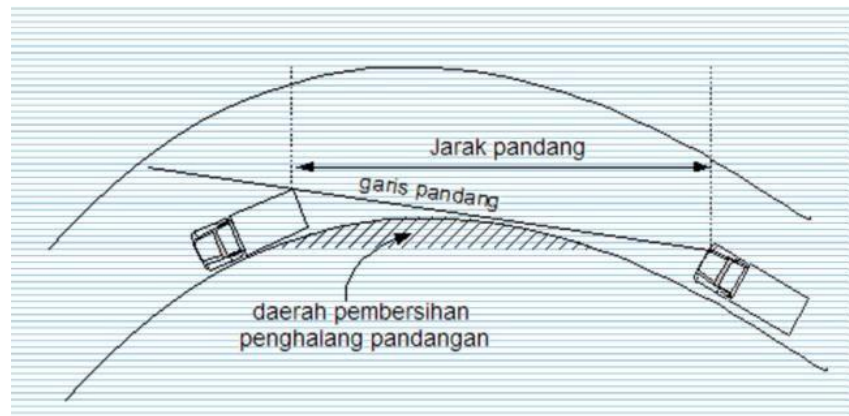 Jarak pandang
garis pandang
daerah pembersihan
penghalang pandangan